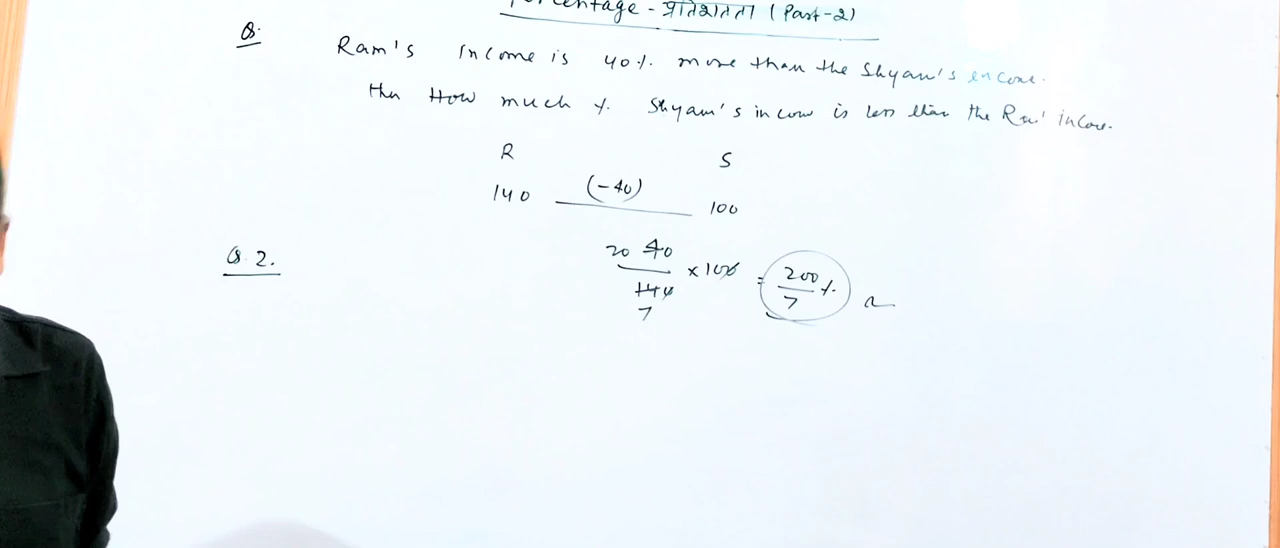 Percentage - प्रतिशतता (Part-2)
Q. Ram's Income is 40% more than the Shyam's income.
then How much % Shyam's income is less than the Ram' income.
R S
140 (-40) 100
Q 2.
20 40
140 × 100 = 200 %
7 7